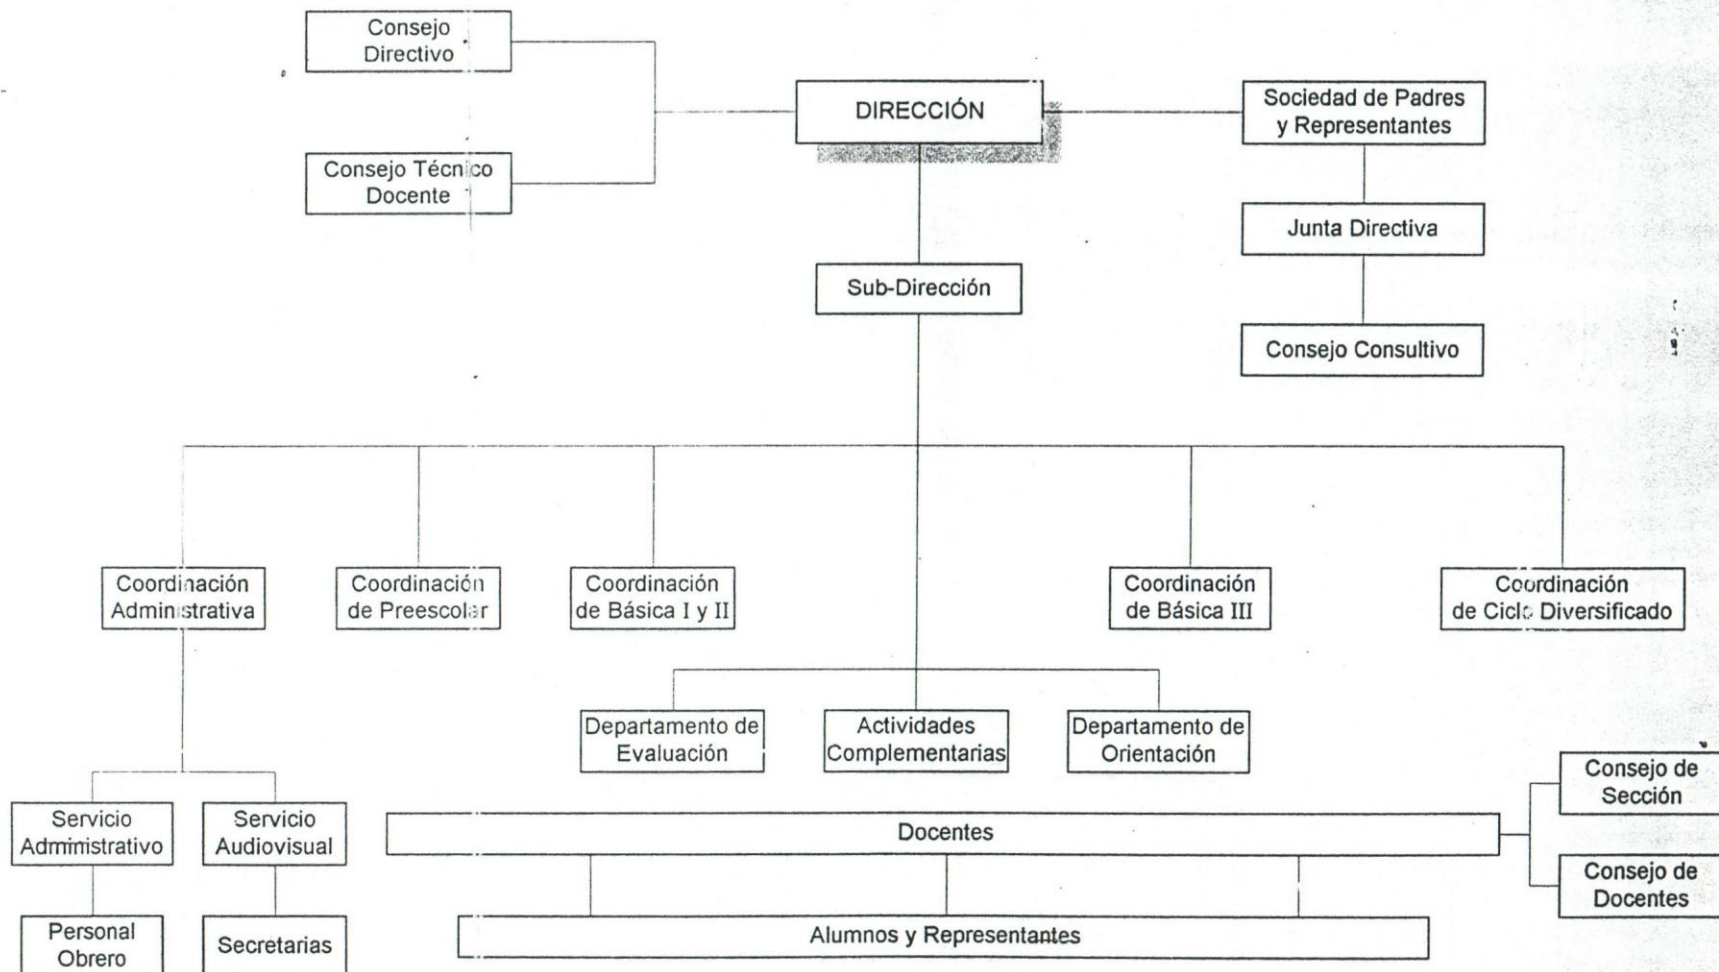 Consejo
Directivo
DIRECCIÓN
Sociedad de Padres
y Representantes
Consejo Técnico
Docente
Junta Directiva
Sub-Dirección
Consejo Consultivo
Coordinación
Administrativa
Coordinación
de Preescolar
Coordinación
de Básica I y II
Coordinación
de Básica III
Coordinación
de Ciclo Diversificado
Departamento de
Evaluación
Actividades
Complementarias
Departamento de
Orientación
Consejo de
Sección
Servicio
Administrativo
Servicio
Audiovisual
Docentes
Consejo de
Docentes
Personal
Obrero
Secretarias
Alumnos y Representantes